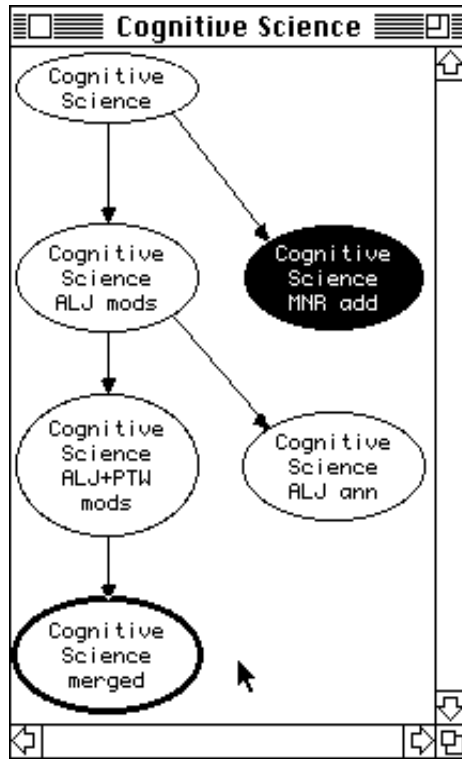 Cognitive Science
Cognitive
Science
Cognitive
Science
ALJ mods
Cognitive
Science
MNR add
Cognitive
Science
ALJ+PTW
mods
Cognitive
Science
ALJ ann
Cognitive
Science
merged